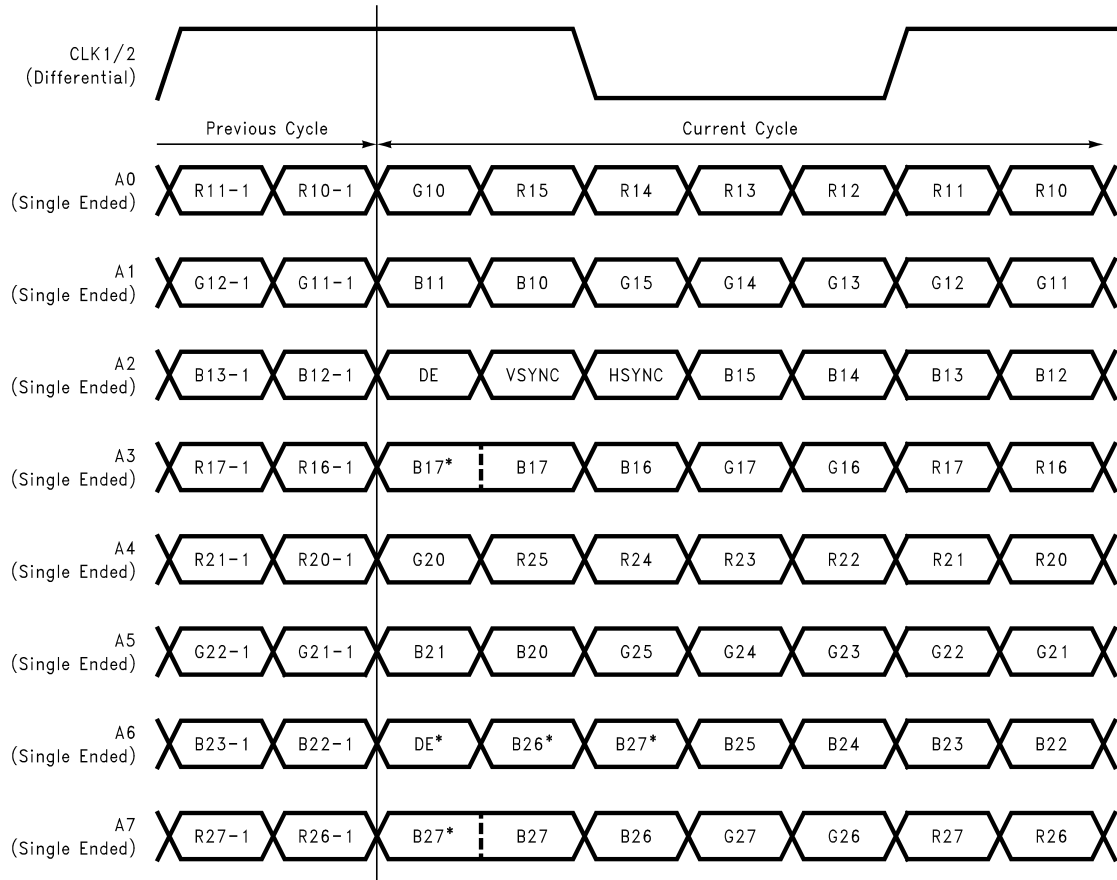 CLK1/2
(Differential)
Previous Cycle
Current Cycle
A0
(Single Ended)
R11-1 R10-1 G10 R15 R14 R13 R12 R11 R10
A1
(Single Ended)
G12-1 G11-1 B11 B10 G15 G14 G13 G12 G11
A2
(Single Ended)
B13-1 B12-1 DE VSYNC HSYNC B15 B14 B13 B12
A3
(Single Ended)
R17-1 R16-1 B17* B17 B16 G17 G16 R17 R16
A4
(Single Ended)
R21-1 R20-1 G20 R25 R24 R23 R22 R21 R20
A5
(Single Ended)
G22-1 G21-1 B21 B20 G25 G24 G23 G22 G21
A6
(Single Ended)
B23-1 B22-1 DE* B26* B27* B25 B24 B23 B22
A7
(Single Ended)
R27-1 R26-1 B27* B27 B26 G27 G26 R27 R26